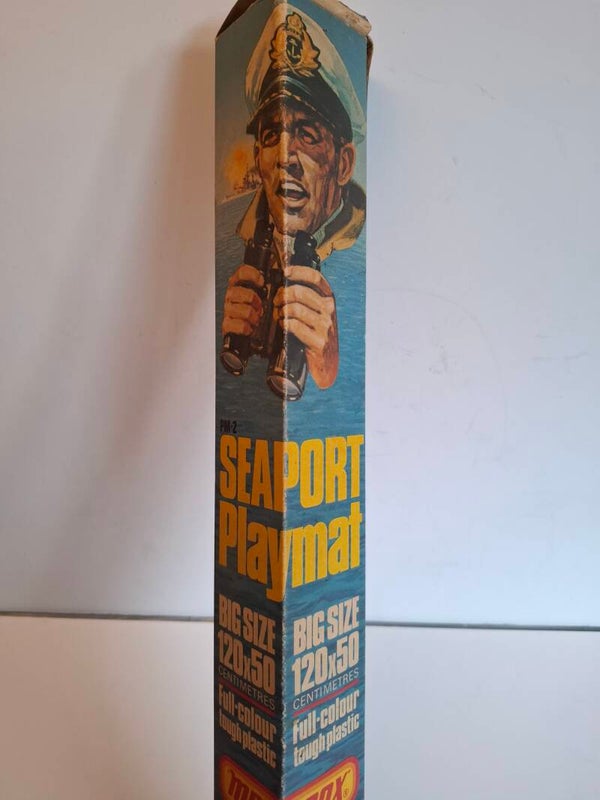 PM-2
SEAPORT
Playmat
BIG SIZE
120x50
CENTIMETRES
Full-colour
tough plastic
BIG SIZE
120x50
CENTIMETRES
Full-colour
tough plastic